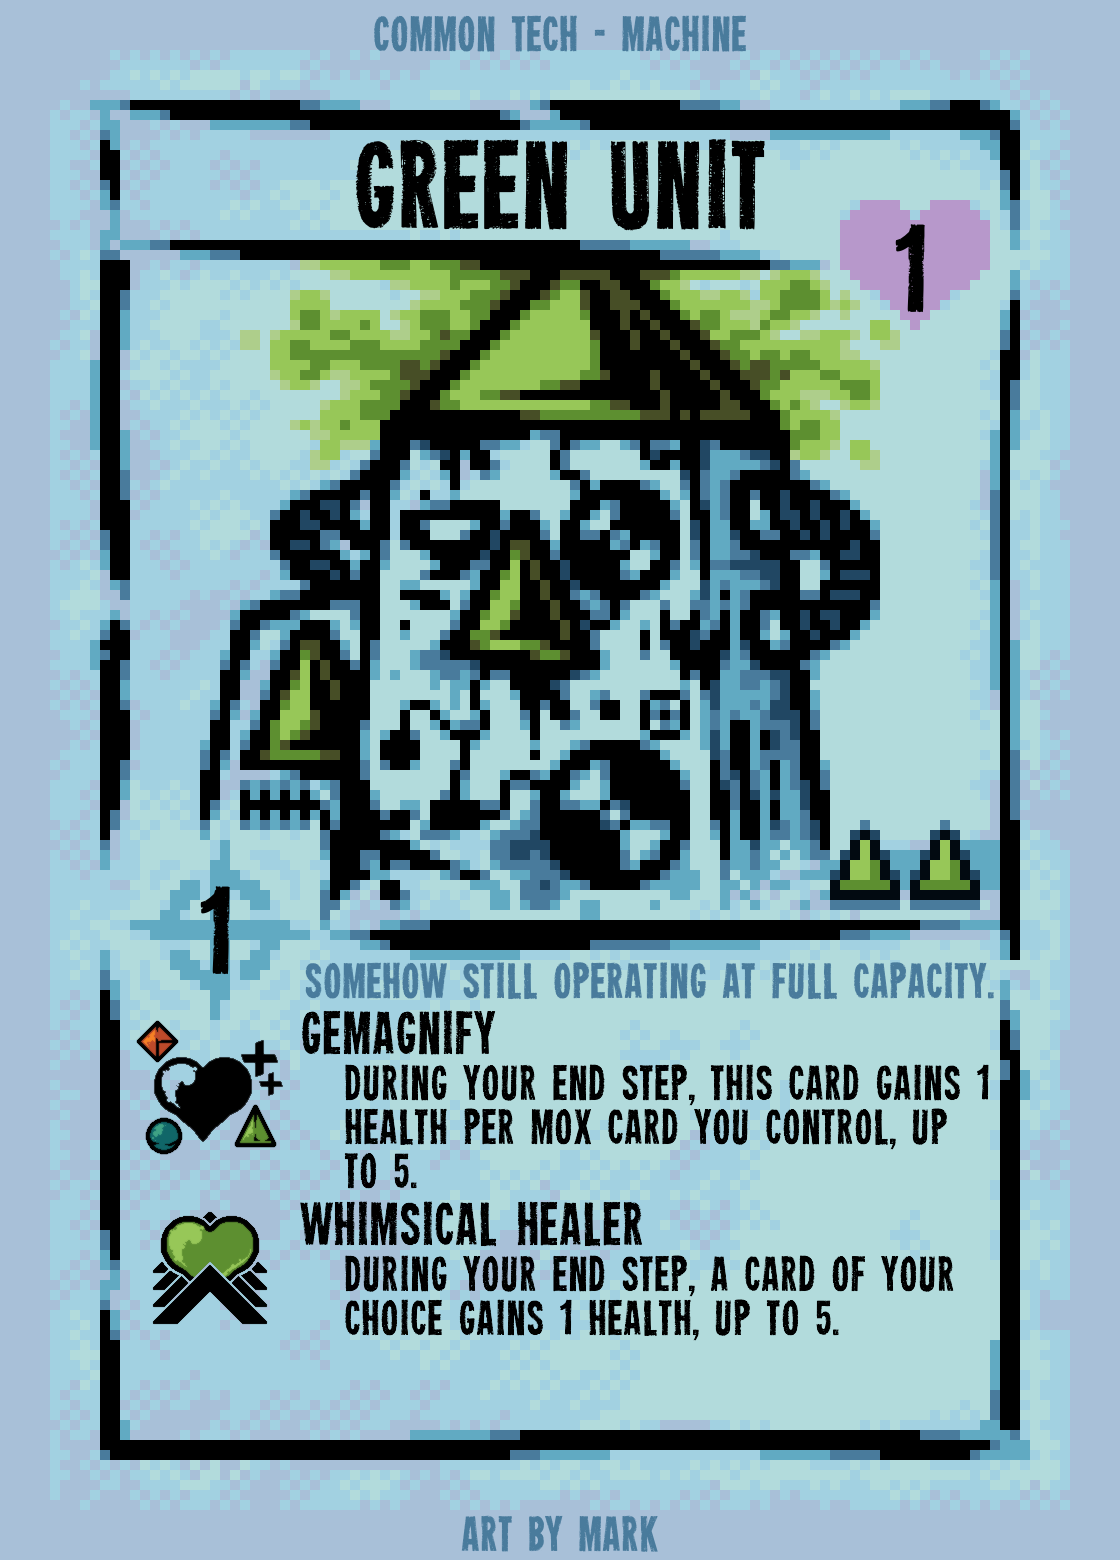 COMMON TECH - MACHINE
GREEN UNIT
1
1
SOMEHOW STILL OPERATING AT FULL CAPACITY.
GEMAGNIFY
DURING YOUR END STEP, THIS CARD GAINS 1
HEALTH PER MOX CARD YOU CONTROL, UP
TO 5.
WHIMSICAL HEALER
DURING YOUR END STEP, A CARD OF YOUR
CHOICE GAINS 1 HEALTH, UP TO 5.
ART BY MARK